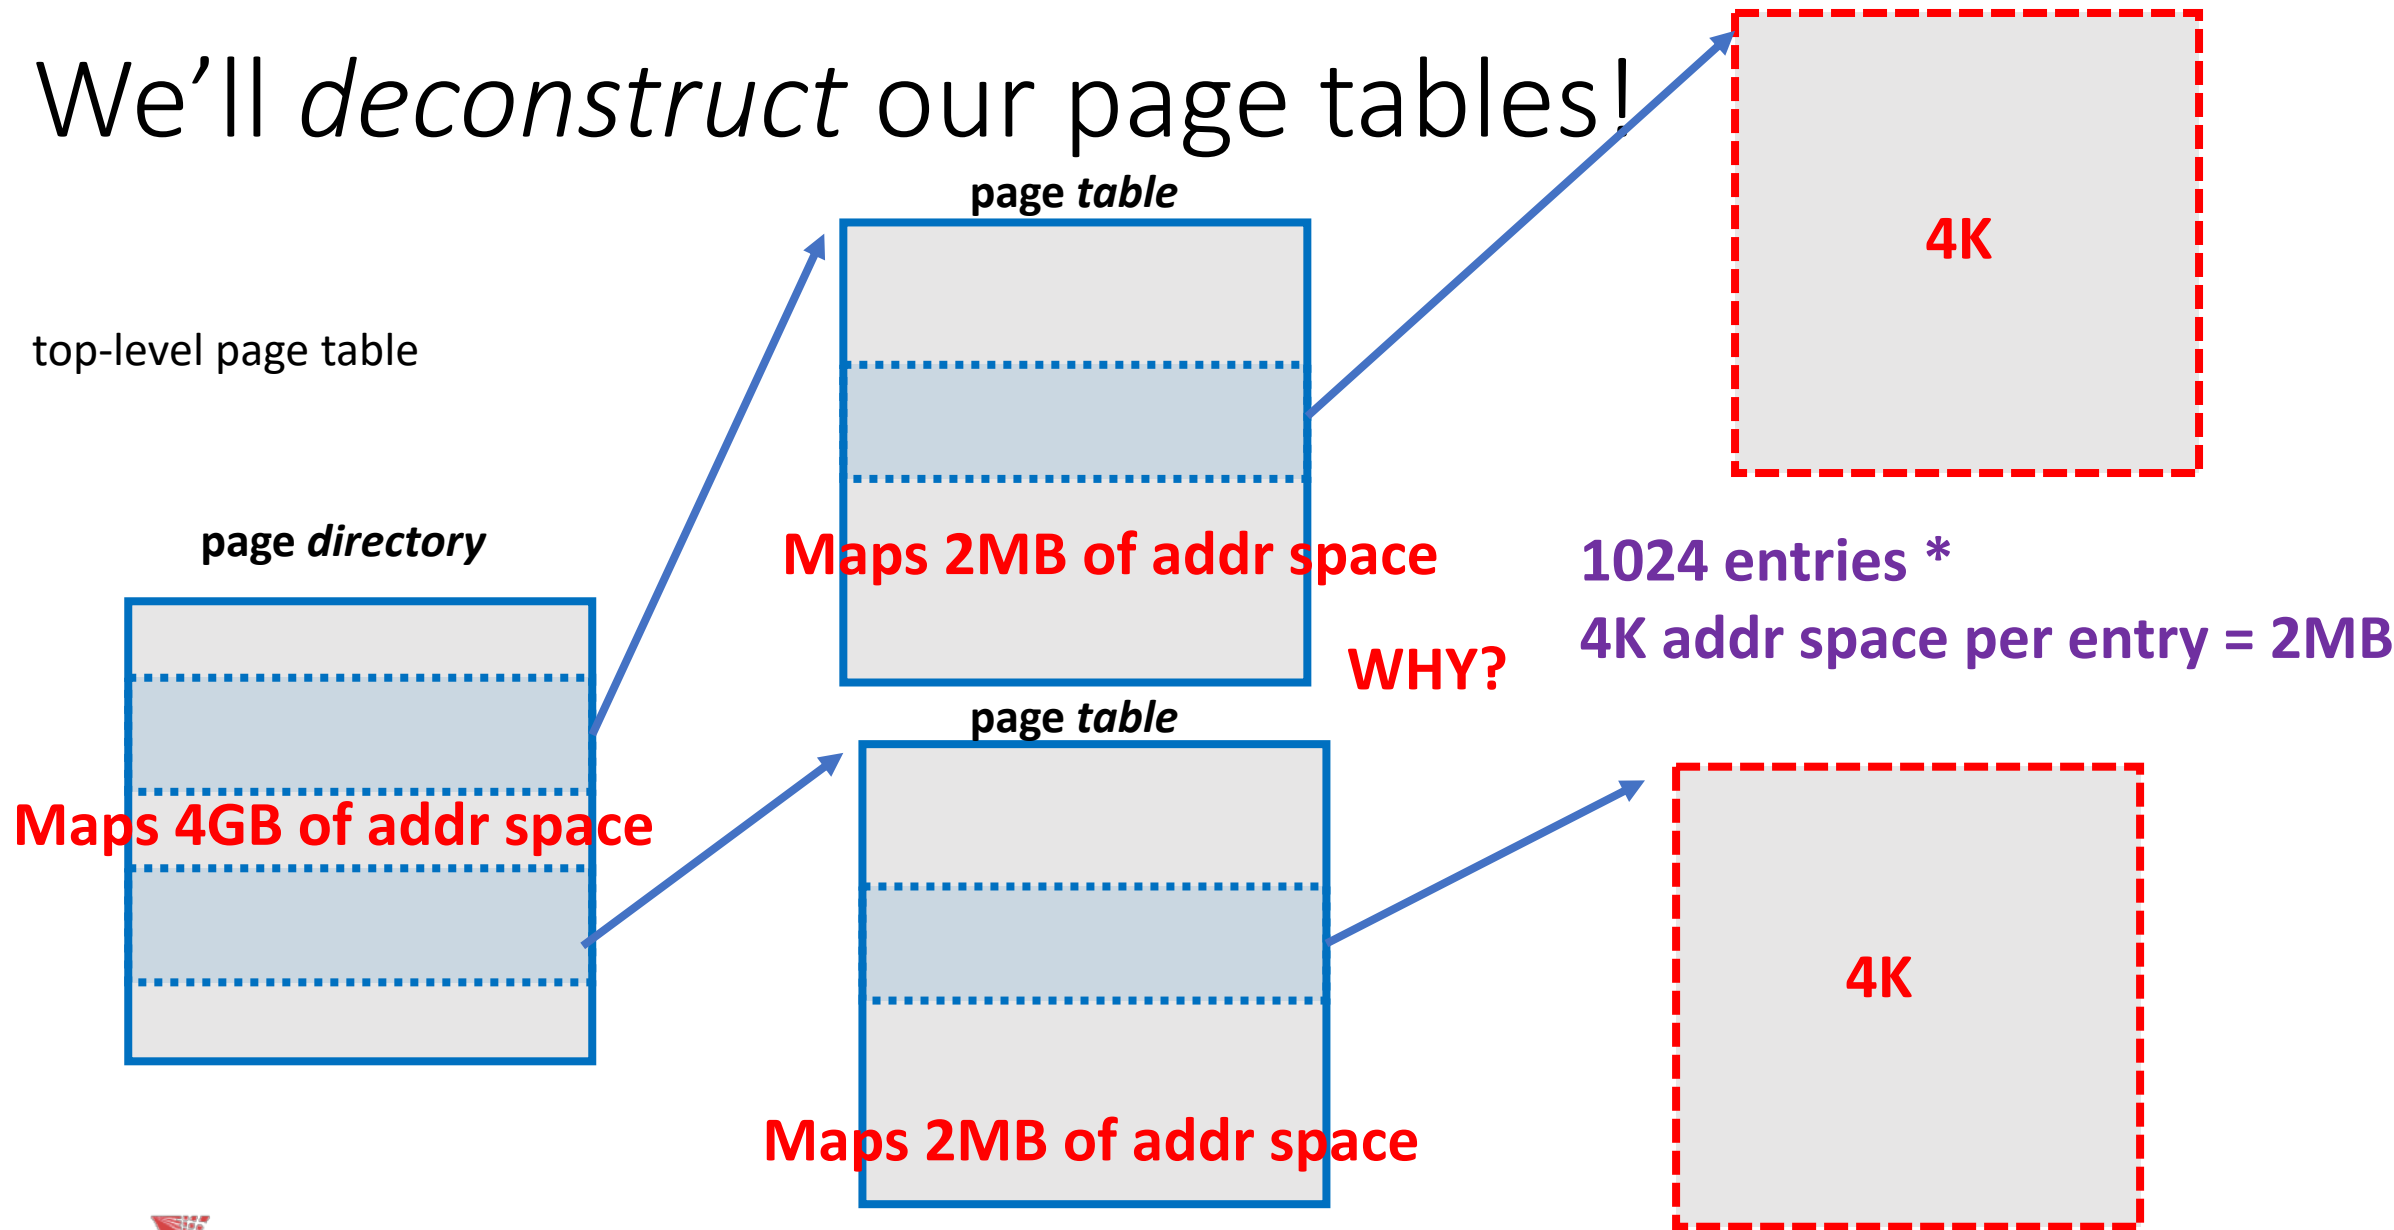 We’ll deconstruct our page tables!
top-level page table
page directory
Maps 4GB of addr space
page table
Maps 2MB of addr space
WHY?
page table
Maps 2MB of addr space
4K
1024 entries *
4K addr space per entry = 2MB
4K